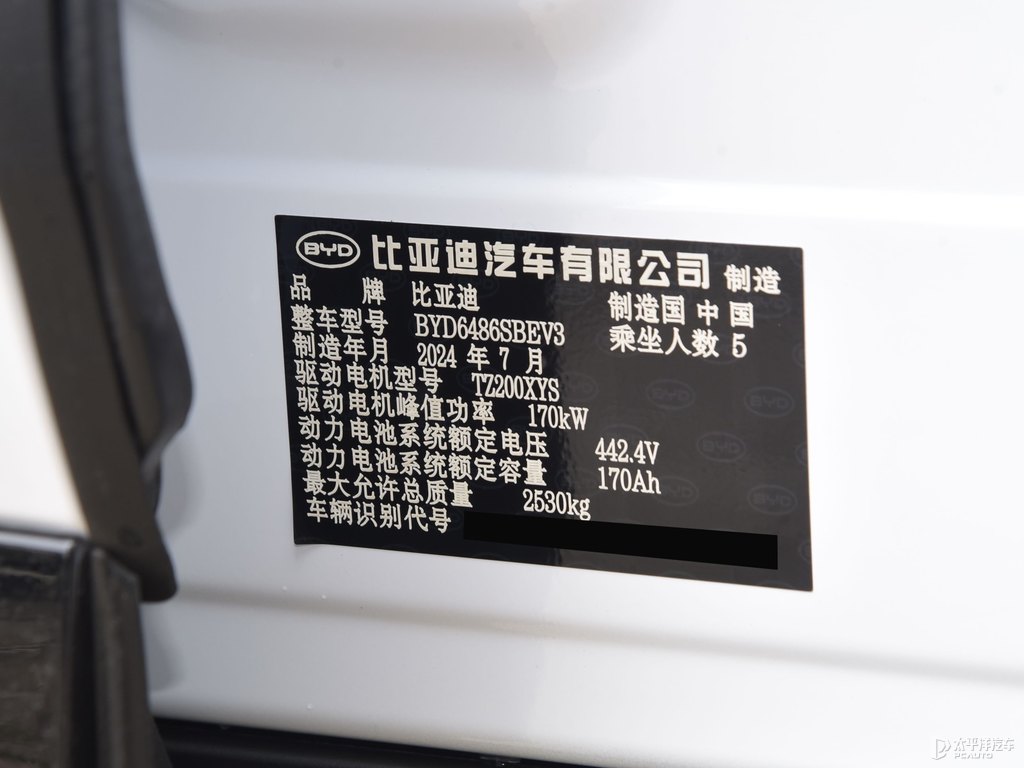 BYD 比亚迪汽车有限公司 制造
品 牌 比亚迪 制造国 中国
整车型号 BYD6486SBEV3 乘坐人数 5
制造年月 2024 年 7 月
驱动电机型号 TZ200XYS
驱动电机峰值功率 170kW
动力电池系统额定电压 442.4V
动力电池系统额定容量 170Ah
最大允许总质量 2530kg
车辆识别代号
太平洋汽车
PCAUTO